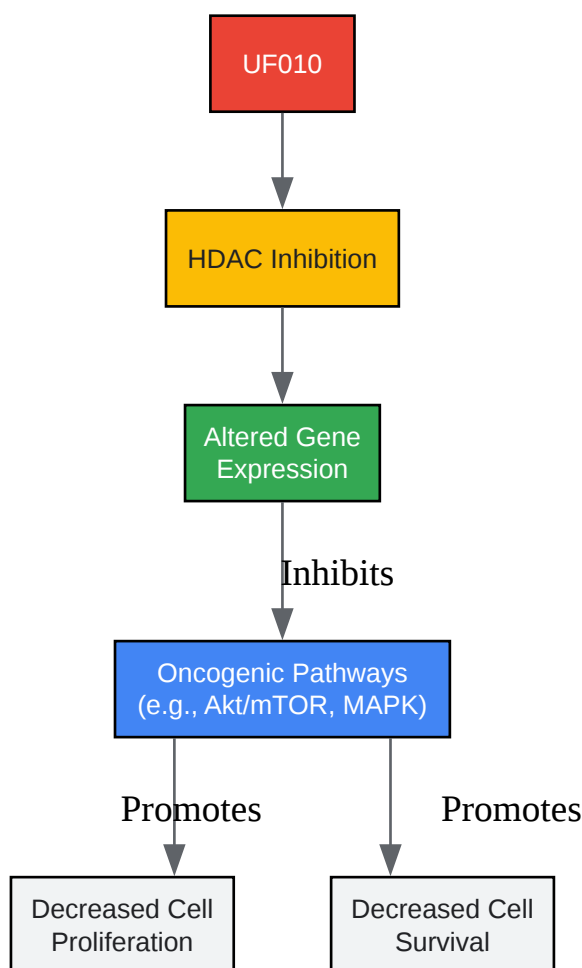 UF010
HDAC Inhibition
Altered Gene
Expression
Inhibits
Oncogenic Pathways
(e.g., Akt/mTOR, MAPK)
Promotes
Promotes
Decreased Cell
Proliferation
Decreased Cell
Survival